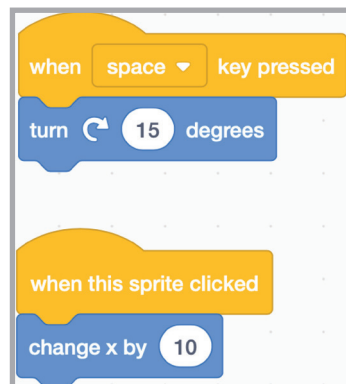 when space key pressed
turn 15 degrees
when this sprite clicked
change x by 10